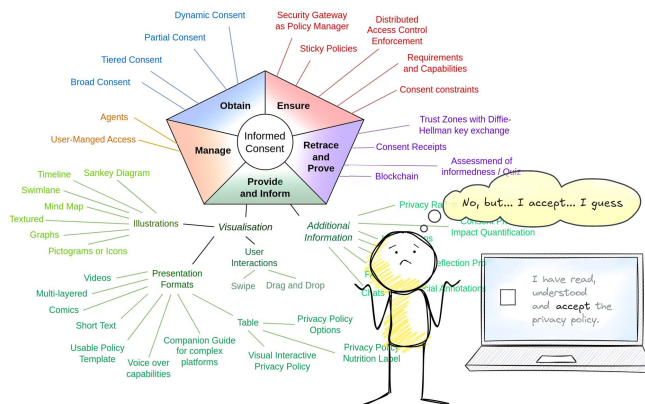 Dynamic Consent
Partial Consent
Tiered Consent
Broad Consent
Security Gateway
as Policy Manager
Sticky Policies
Distributed
Access Control
Enforcement
Requirements
and Capabilities
Consent constraints
Obtain
Ensure
Informed
Consent
Manage
Retrace
and
Prove
Provide
and Inform
Agents
User-Manged Access
Trust Zones with Diffie-
Hellman key exchange
Consent Receipts
Assessmend of
informedness / Quiz
Blockchain
Timeline
Sankey Diagram
Swimlane
Mind Map
Textured
Graphs
Pictograms or Icons
Illustrations
Visualisation
Additional
Information
Privacy
Impact Quantification
User
Interactions
Swipe
Drag and Drop
Chats
Annotations
Presentation
Formats
Videos
Multi-layered
Comics
Short Text
Usable Policy
Template
Voice over
capabilities
Companion Guide
for complex
platforms
Table
Privacy Policy
Options
Visual Interactive
Privacy Policy
Privacy Policy
Nutrition Label
No, but... I accept... I guess
I have read,
understood
and accept the
privacy policy.